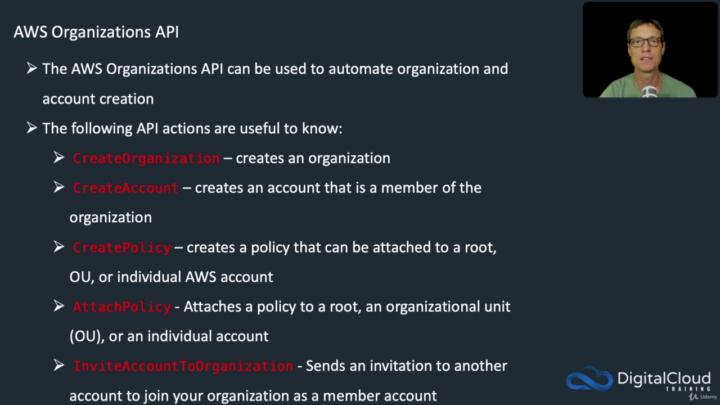 AWS Organizations API
➢ The AWS Organizations API can be used to automate organization and
account creation
➢ The following API actions are useful to know:
➢ CreateOrganization – creates an organization
➢ CreateAccount – creates an account that is a member of the
organization
➢ CreatePolicy – creates a policy that can be attached to a root,
OU, or individual AWS account
➢ AttachPolicy - Attaches a policy to a root, an organizational unit
(OU), or an individual account
➢ InviteAccountToOrganization - Sends an invitation to another
account to join your organization as a member account
DigitalCloud
TRAINING
Udemy